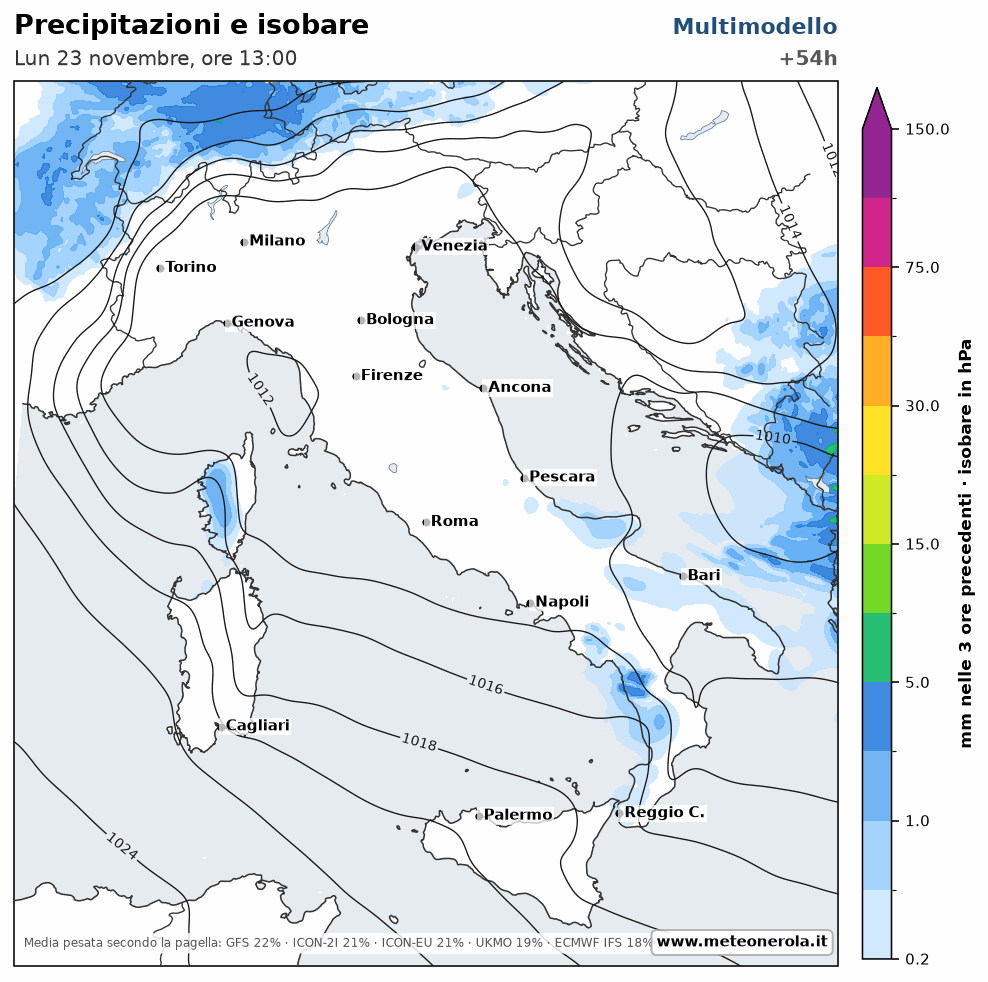 Precipitazioni e isobare
Multimodello
Lun 23 novembre, ore 13:00
+54h
1012
1014
150.0
Milano
Venezia
Torino
75.0
Genova
Bologna
Firenze
Ancona
1012
30.0
1010
Pescara
Roma
15.0
Bari
Napoli
5.0
1016
Cagliari
1018
Palermo
Reggio C.
1.0
1024
0.2
mm nelle 3 ore precedenti · isobare in hPa
Media pesata secondo la pagella: GFS 22% · ICON-2I 21% · ICON-EU 21% · UKMO 19% · ECMWF IFS 18%
www.meteonerola.it